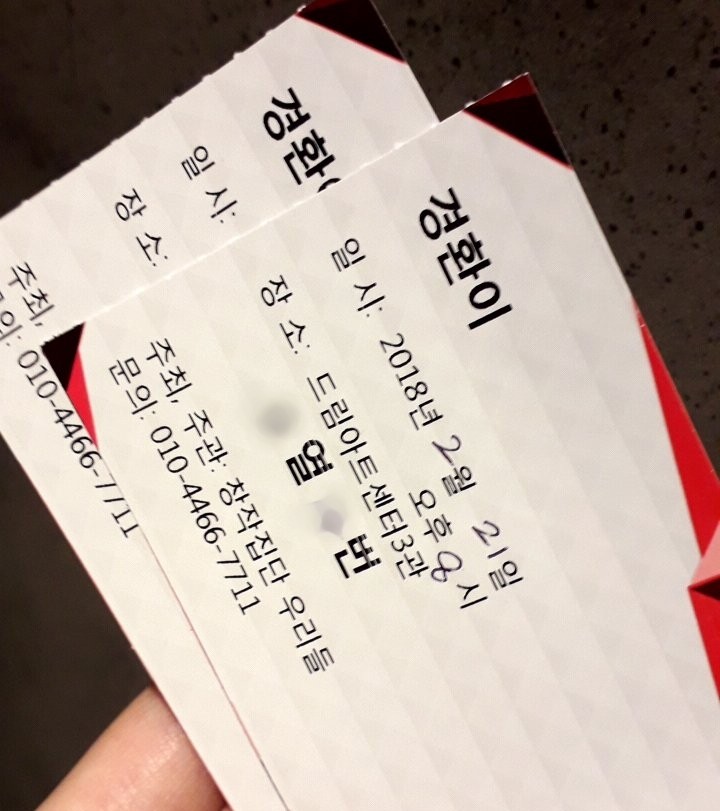 경환이
일 시:
장 소:
주최,
문의: 010-4466-7711
경환이
일 시: 2018년 2월 21일
오후 8시
장 소: 드림아트센터3관
열 번
주최, 주관: 창작집단 우리들
문의: 010-4466-7711